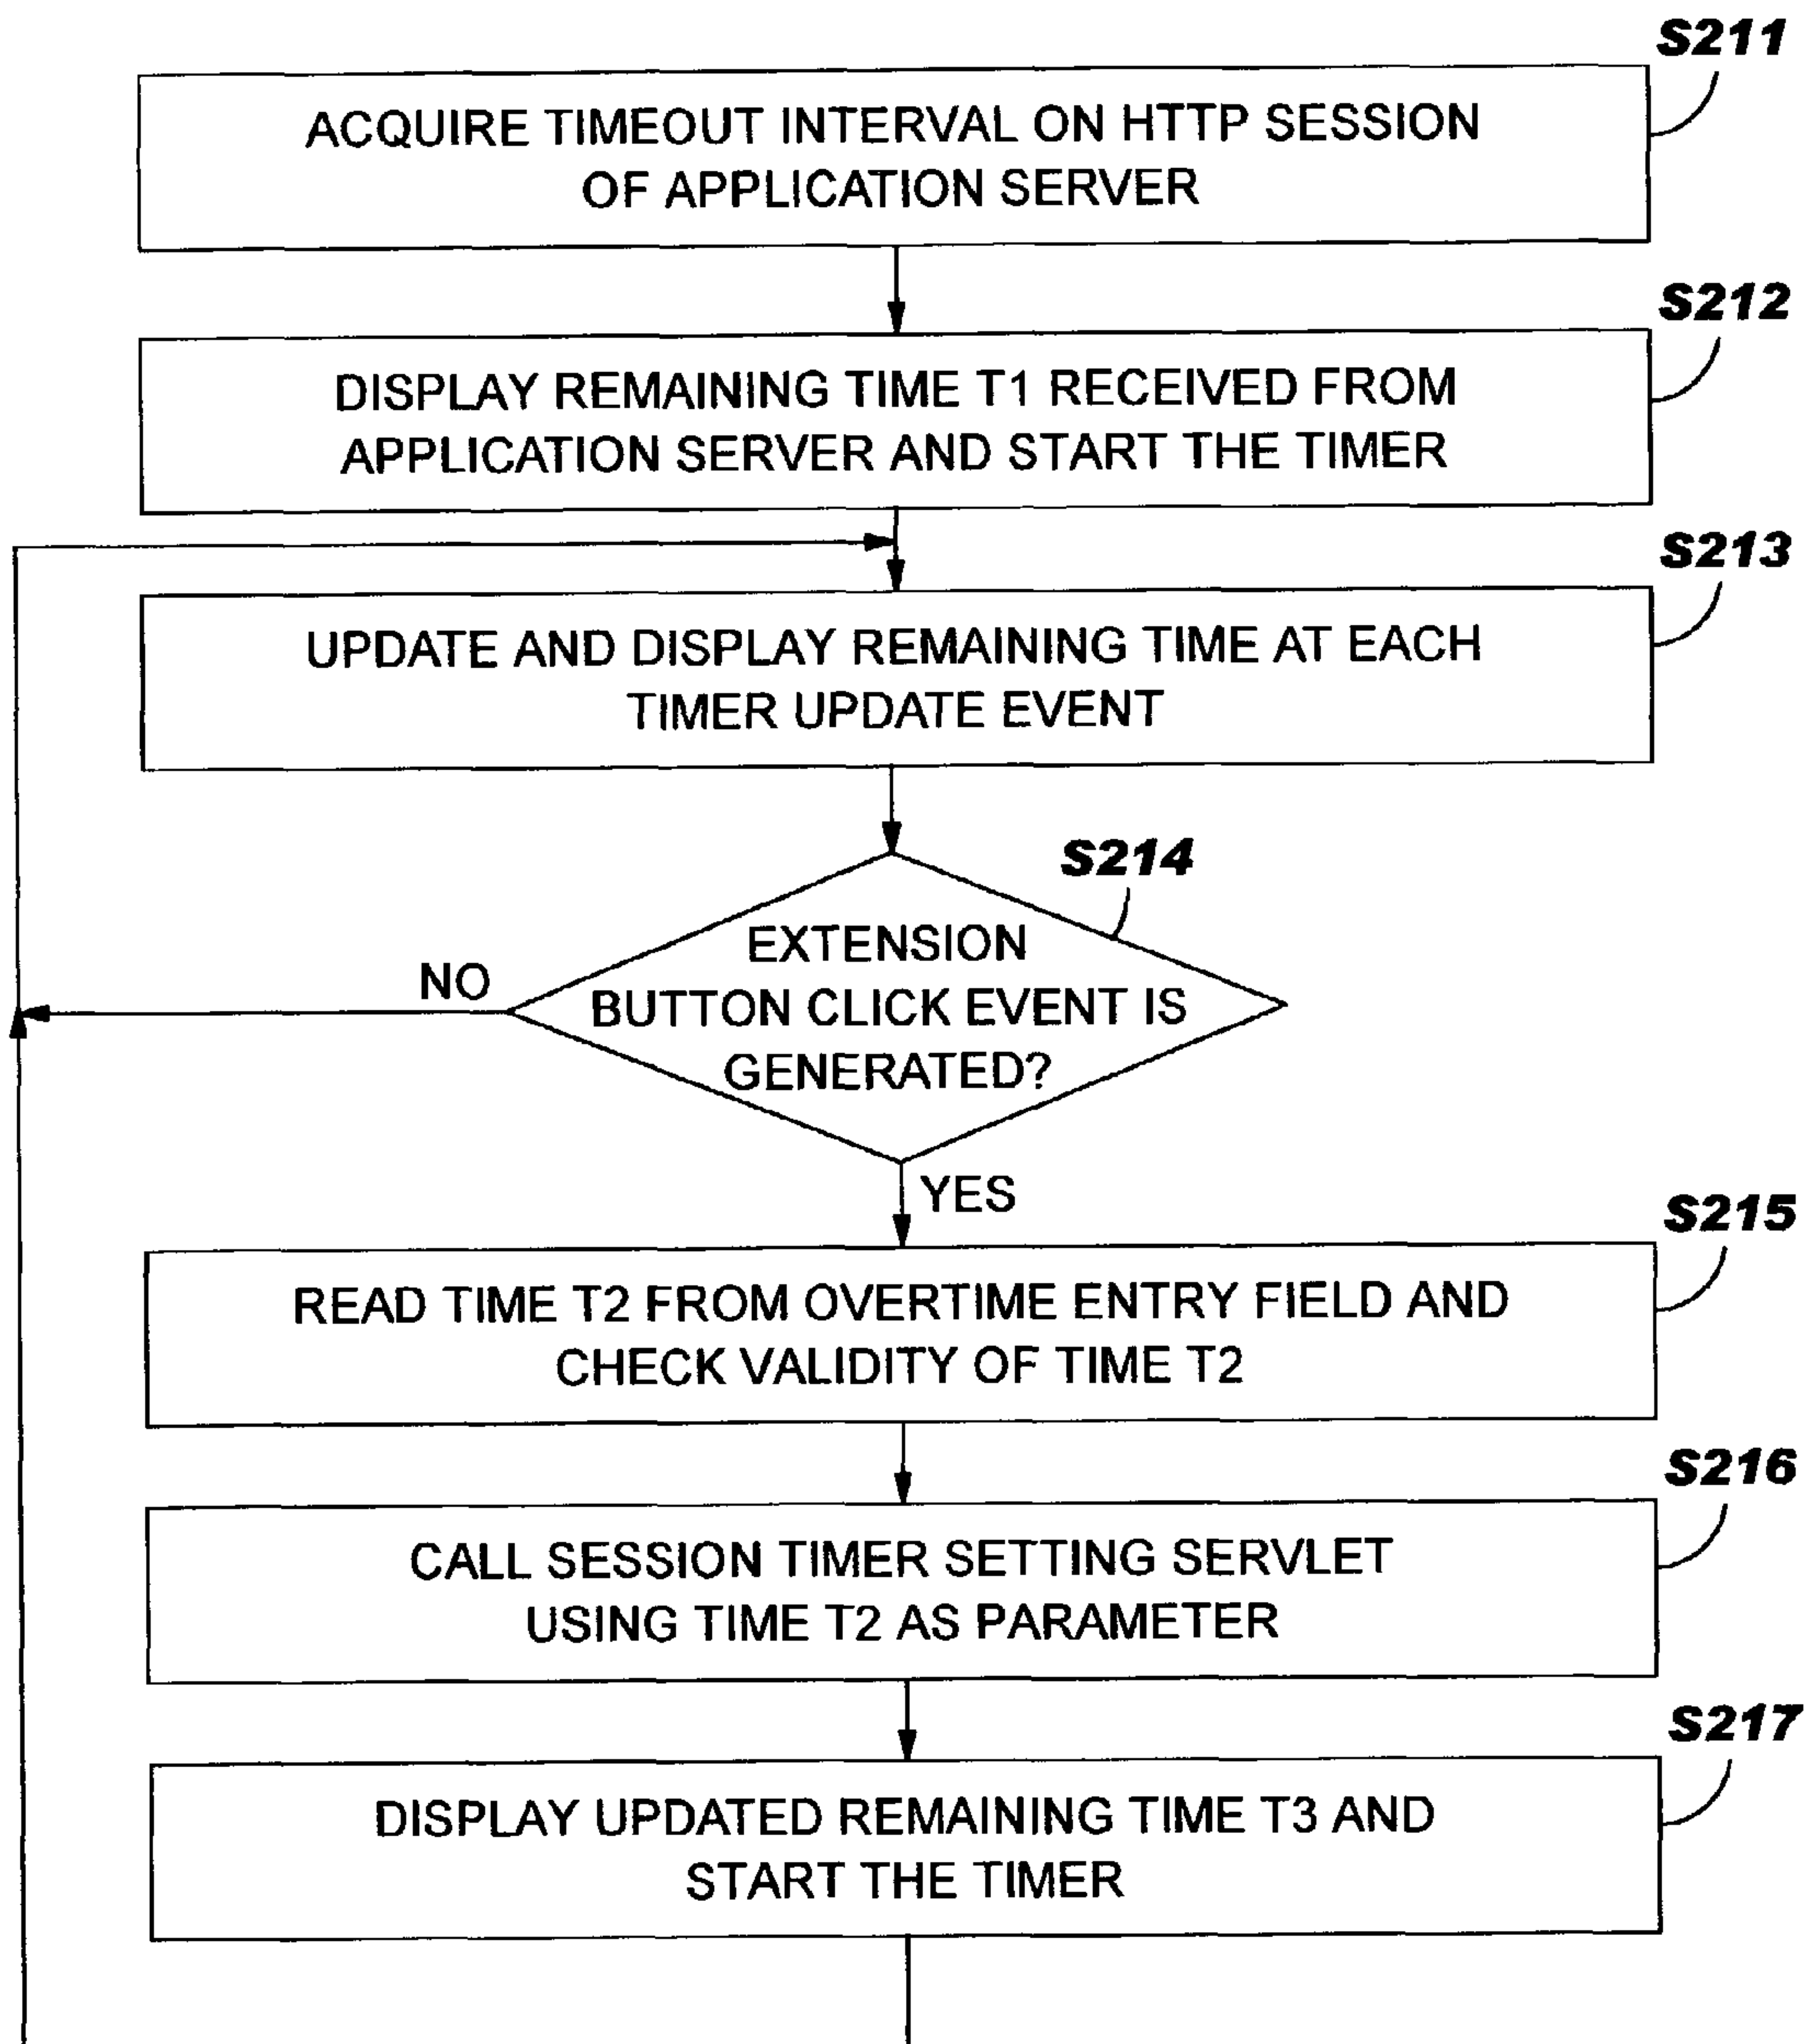 S211
ACQUIRE TIMEOUT INTERVAL ON HTTP SESSION
OF APPLICATION SERVER
S212
DISPLAY REMAINING TIME T1 RECEIVED FROM
APPLICATION SERVER AND START THE TIMER
S213
UPDATE AND DISPLAY REMAINING TIME AT EACH
TIMER UPDATE EVENT
S214
EXTENSION
BUTTON CLICK EVENT IS
GENERATED?
NO
YES
S215
READ TIME T2 FROM OVERTIME ENTRY FIELD AND
CHECK VALIDITY OF TIME T2
S216
CALL SESSION TIMER SETTING SERVLET
USING TIME T2 AS PARAMETER
S217
DISPLAY UPDATED REMAINING TIME T3 AND
START THE TIMER